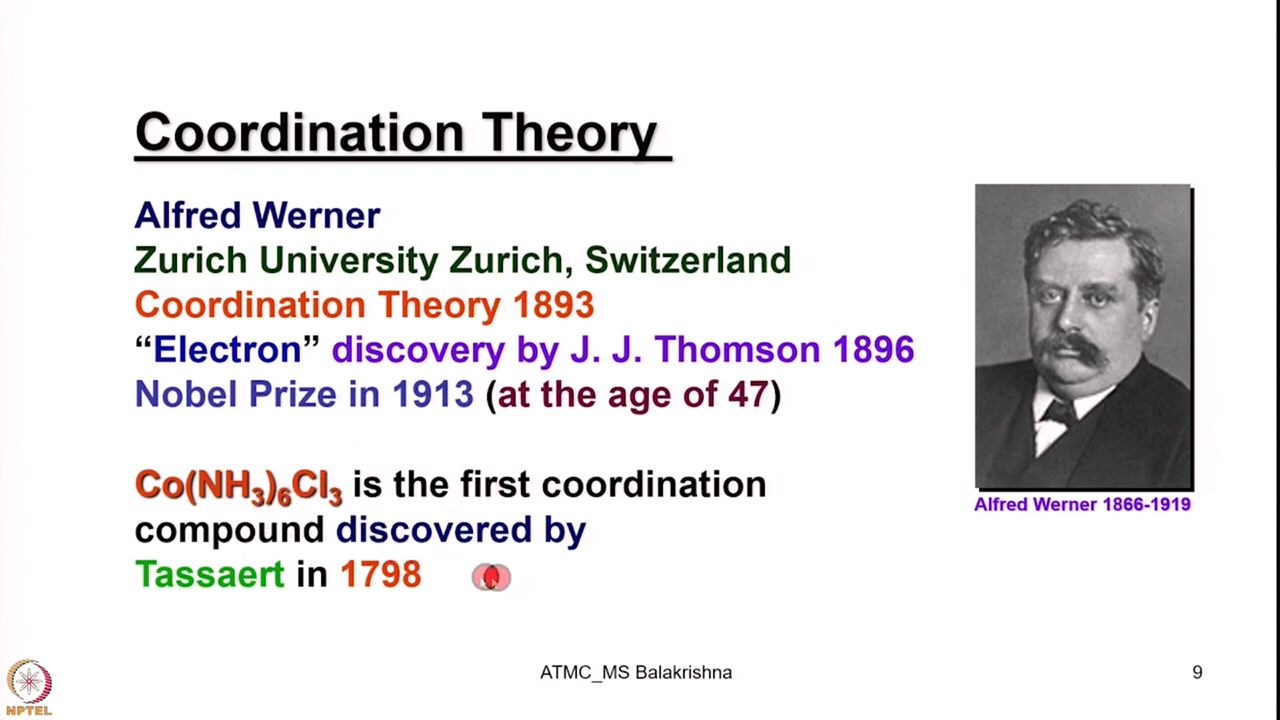 Coordination Theory
Alfred Werner
Zurich University Zurich, Switzerland
Coordination Theory 1893
“Electron” discovery by J. J. Thomson 1896
Nobel Prize in 1913 (at the age of 47)
Co(NH₃)₆Cl₃ is the first coordination
compound discovered by
Tassaert in 1798
Alfred Werner 1866-1919
NPTEL
ATMC_MS Balakrishna
9